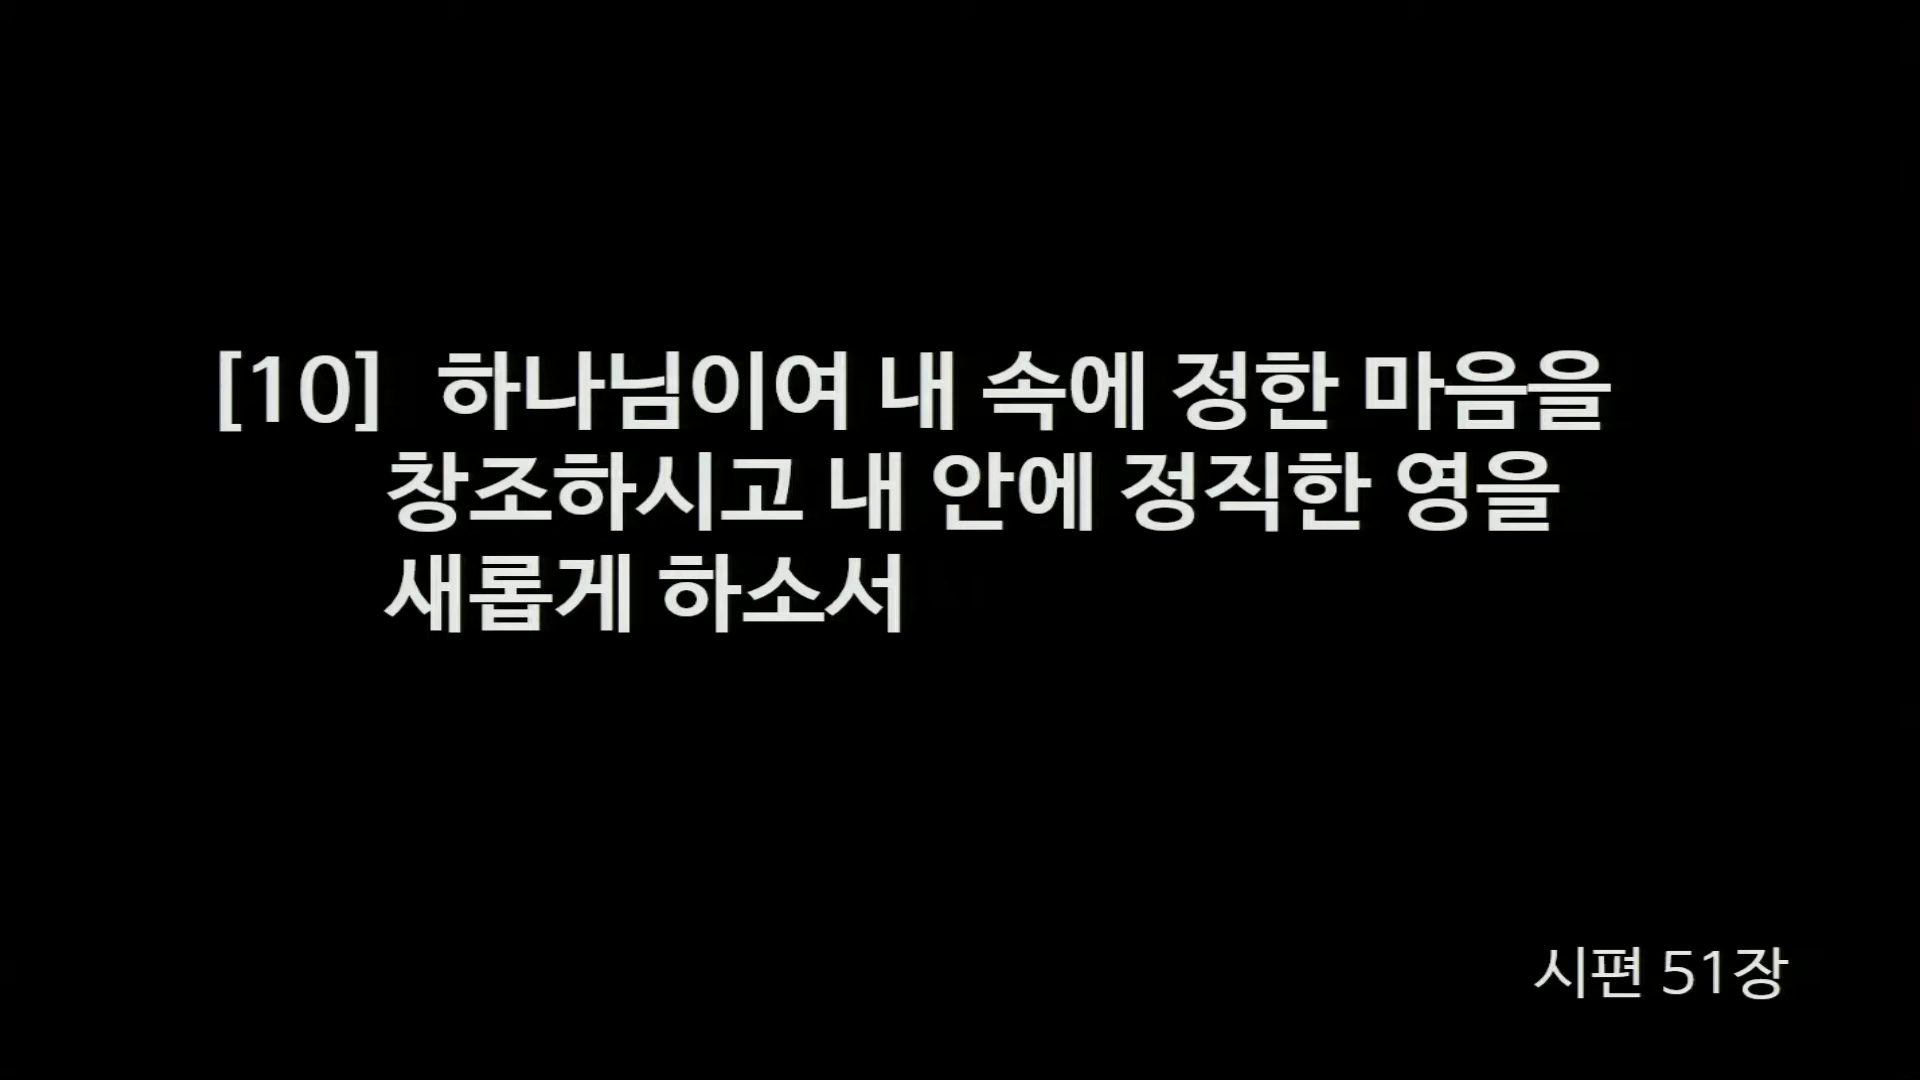 [10] 하나님이여 내 속에 정한 마음을
창조하시고 내 안에 정직한 영을
새롭게 하소서
시편 51장